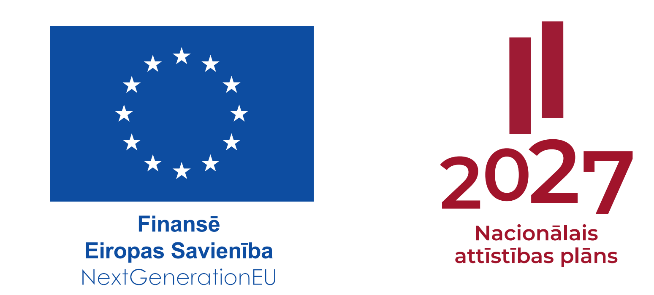 Finansē
Eiropas Savienība
NextGenerationEU
2027
Nacionālais
attīstības plāns